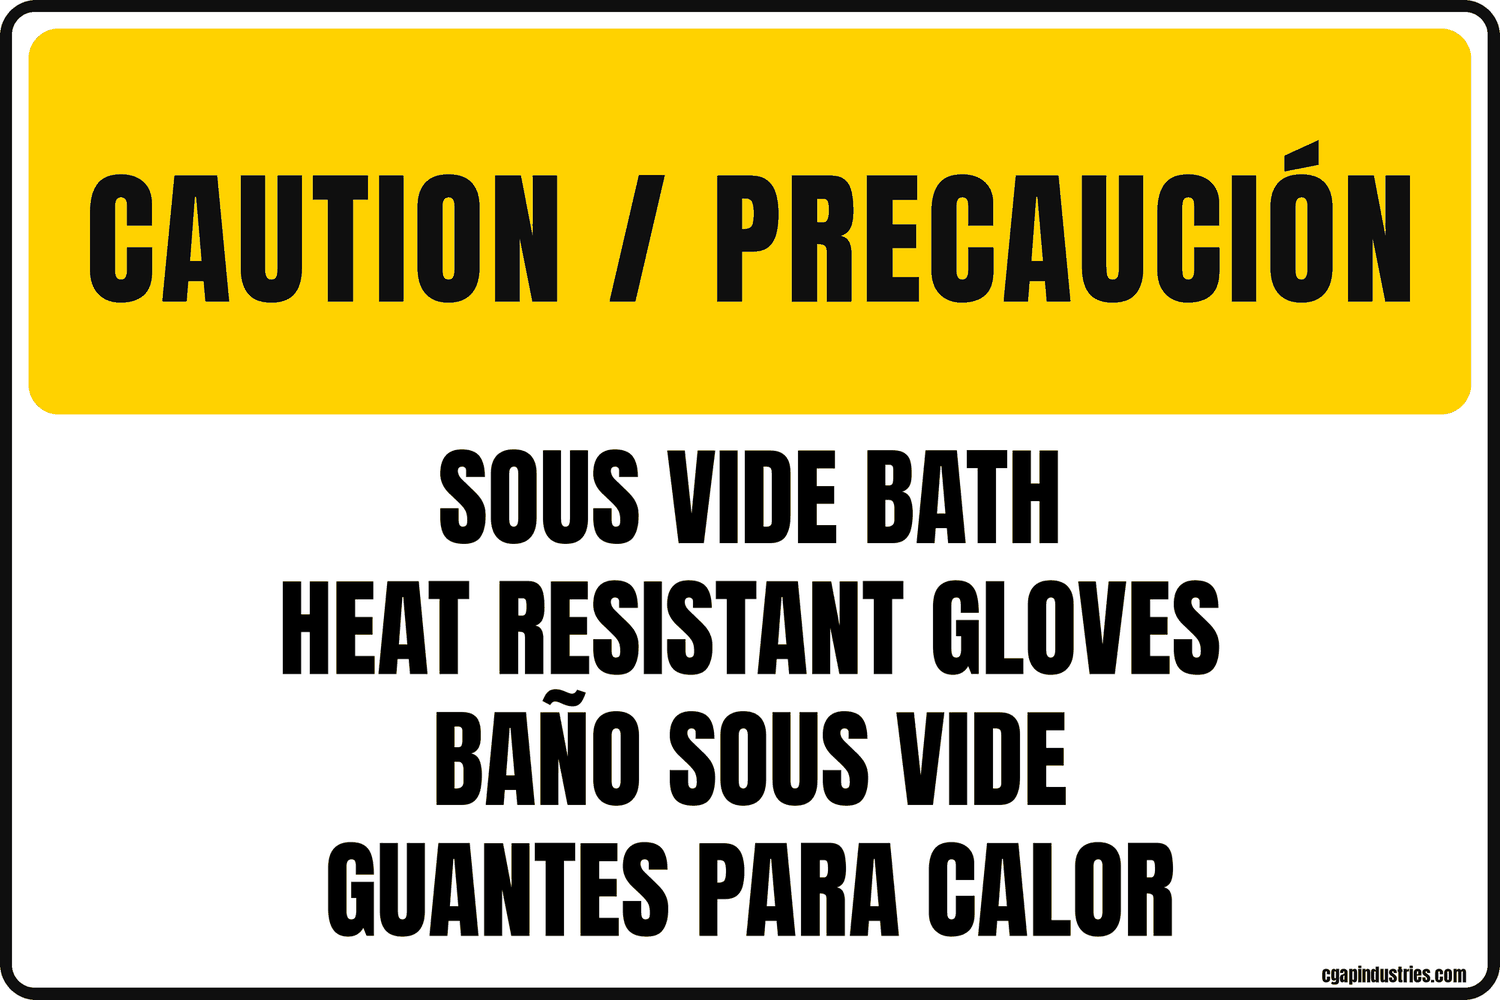 CAUTION / PRECAUCIÓN
SOUS VIDE BATH
HEAT RESISTANT GLOVES
BAÑO SOUS VIDE
GUANTES PARA CALOR
cgapindustries.com